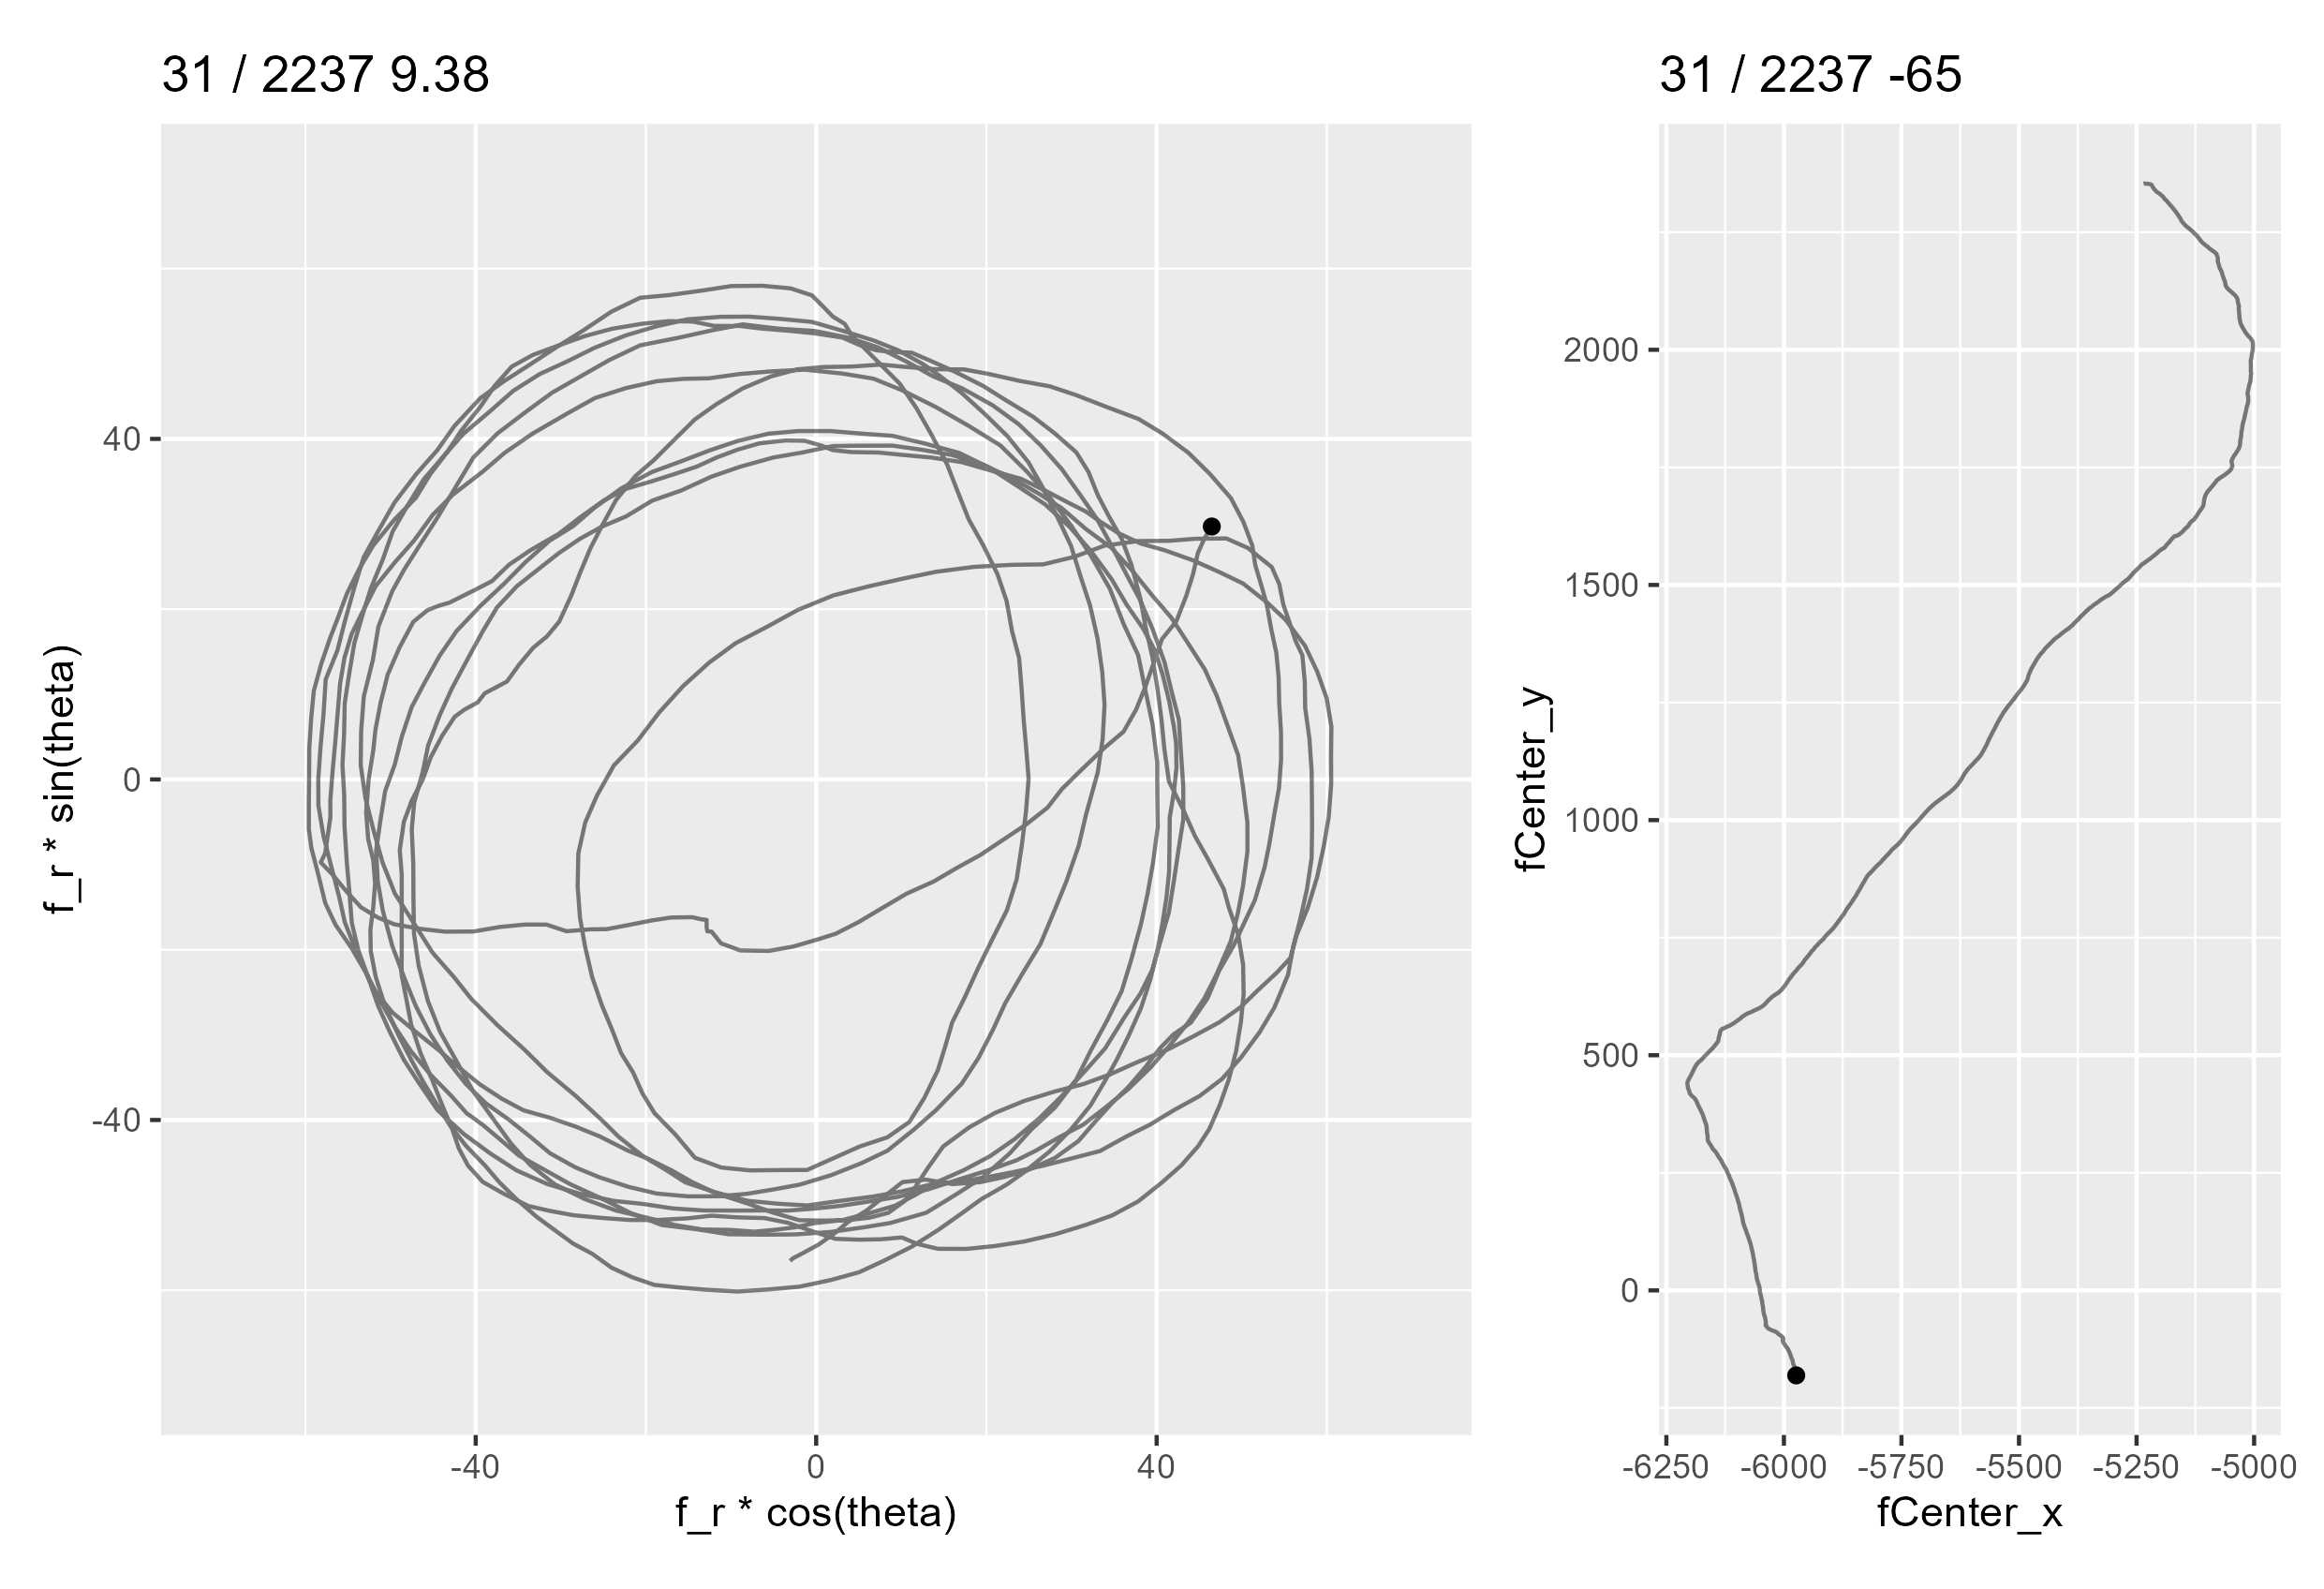 31 / 2237 9.38
40
0
-40
-40
0
40
f_r * sin(theta)
f_r * cos(theta)
31 / 2237 -65
2000
1500
1000
500
0
-6250 -6000 -5750 -5500 -5250 -5000
fCenter_y
fCenter_x